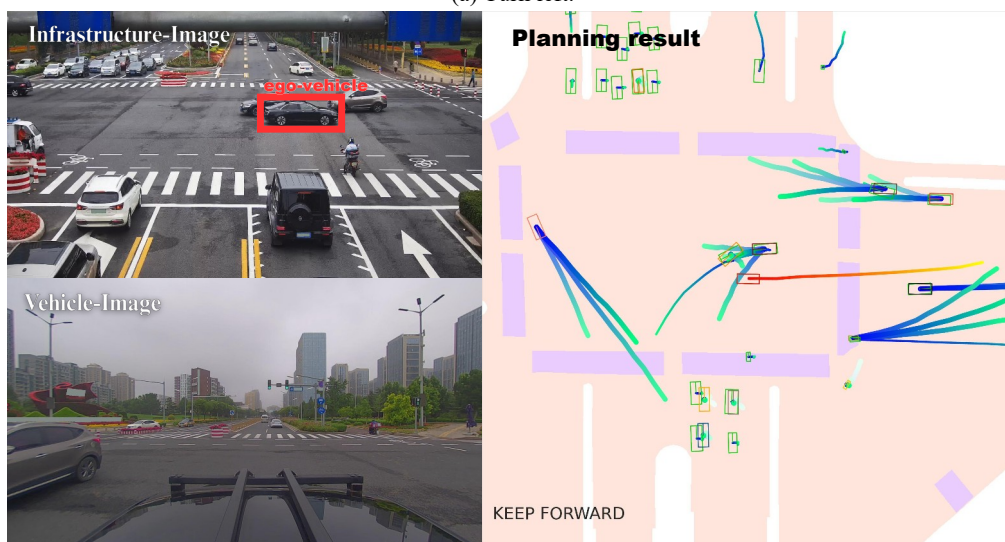 Infrastructure-Image
ego-vehicle
Planning result
Vehicle-Image
KEEP FORWARD